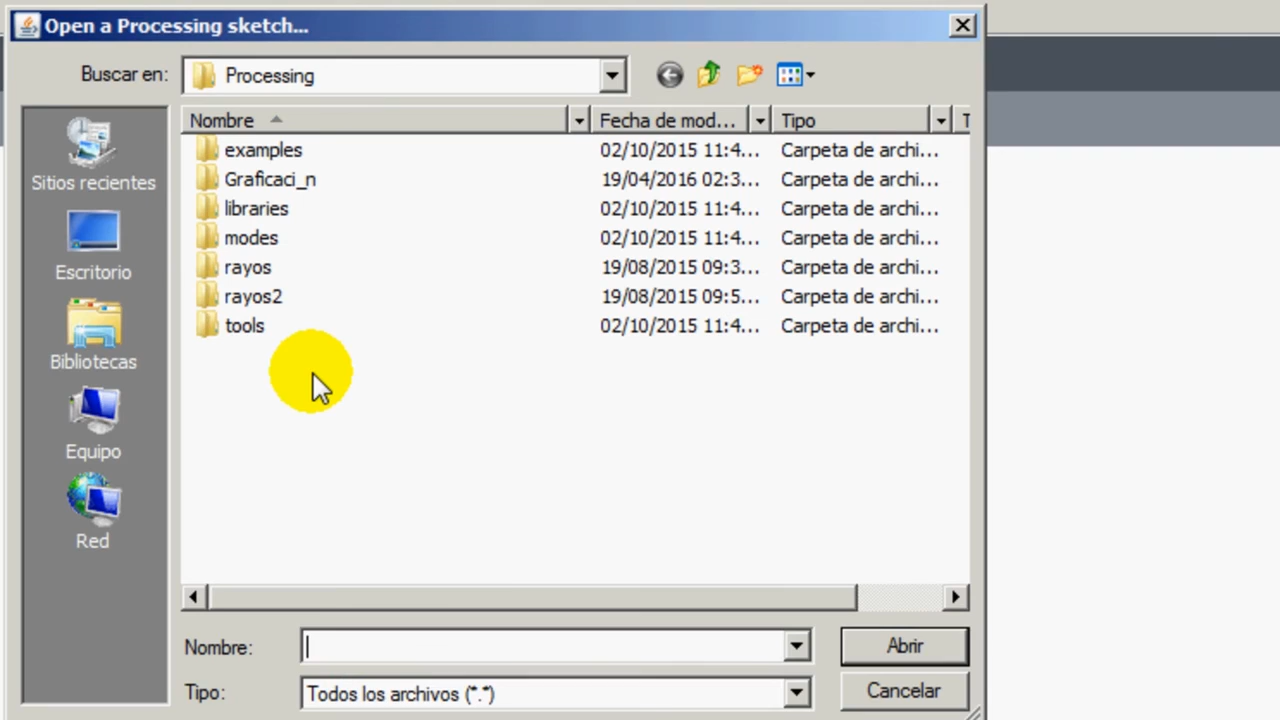 Open a Processing sketch...
Buscar en: Processing
Nombre Fecha de mod... Tipo T
examples 02/10/2015 11:4... Carpeta de archi...
Graficaci_n 19/04/2016 02:3... Carpeta de archi...
libraries 02/10/2015 11:4... Carpeta de archi...
modes 02/10/2015 11:4... Carpeta de archi...
rayos 19/08/2015 09:3... Carpeta de archi...
rayos2 19/08/2015 09:5... Carpeta de archi...
tools 02/10/2015 11:4... Carpeta de archi...
Sitios recientes
Escritorio
Bibliotecas
Equipo
Red
Nombre: Abrir
Tipo: Todos los archivos (*.*) Cancelar